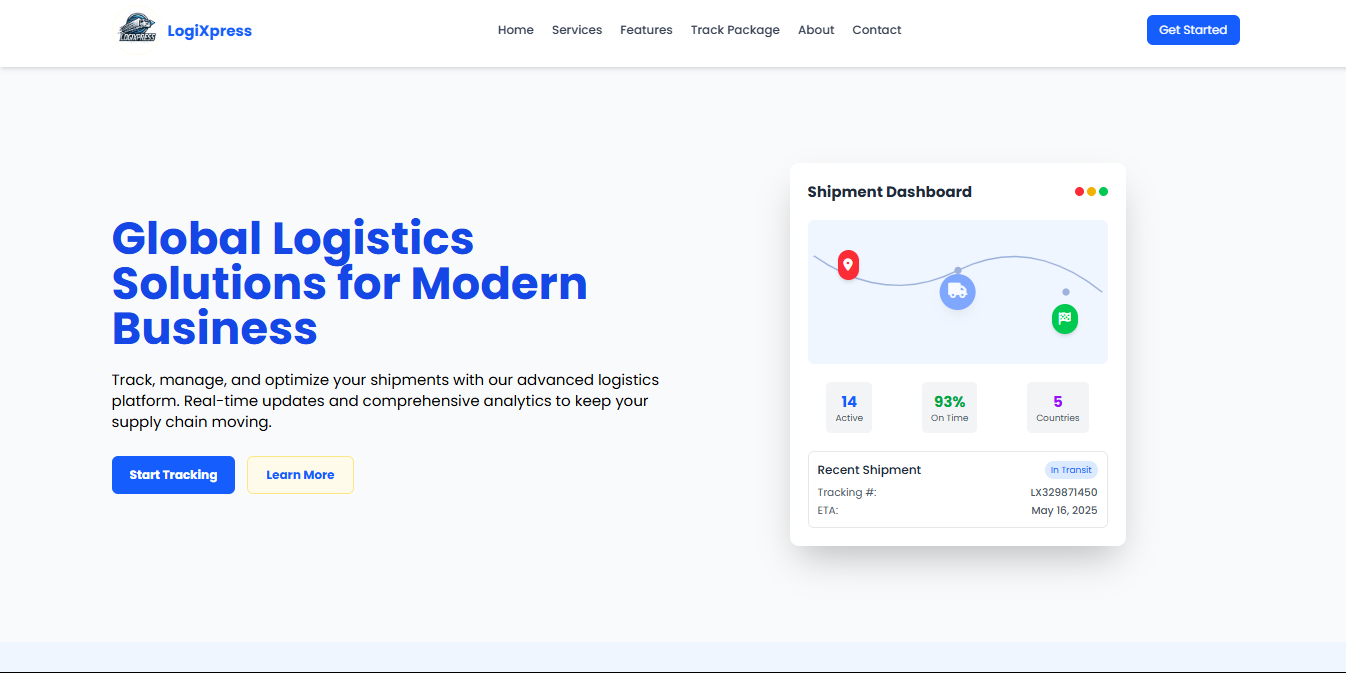 LOGIXPRESS
LogiXpress
Home
Services
Features
Track Package
About
Contact
Get Started
Global Logistics
Solutions for Modern
Business
Track, manage, and optimize your shipments with our advanced logistics
platform. Real-time updates and comprehensive analytics to keep your
supply chain moving.
Start Tracking
Learn More
Shipment Dashboard
14
Active
93%
On Time
5
Countries
Recent Shipment
In Transit
Tracking #:
LX329871450
ETA:
May 16, 2025